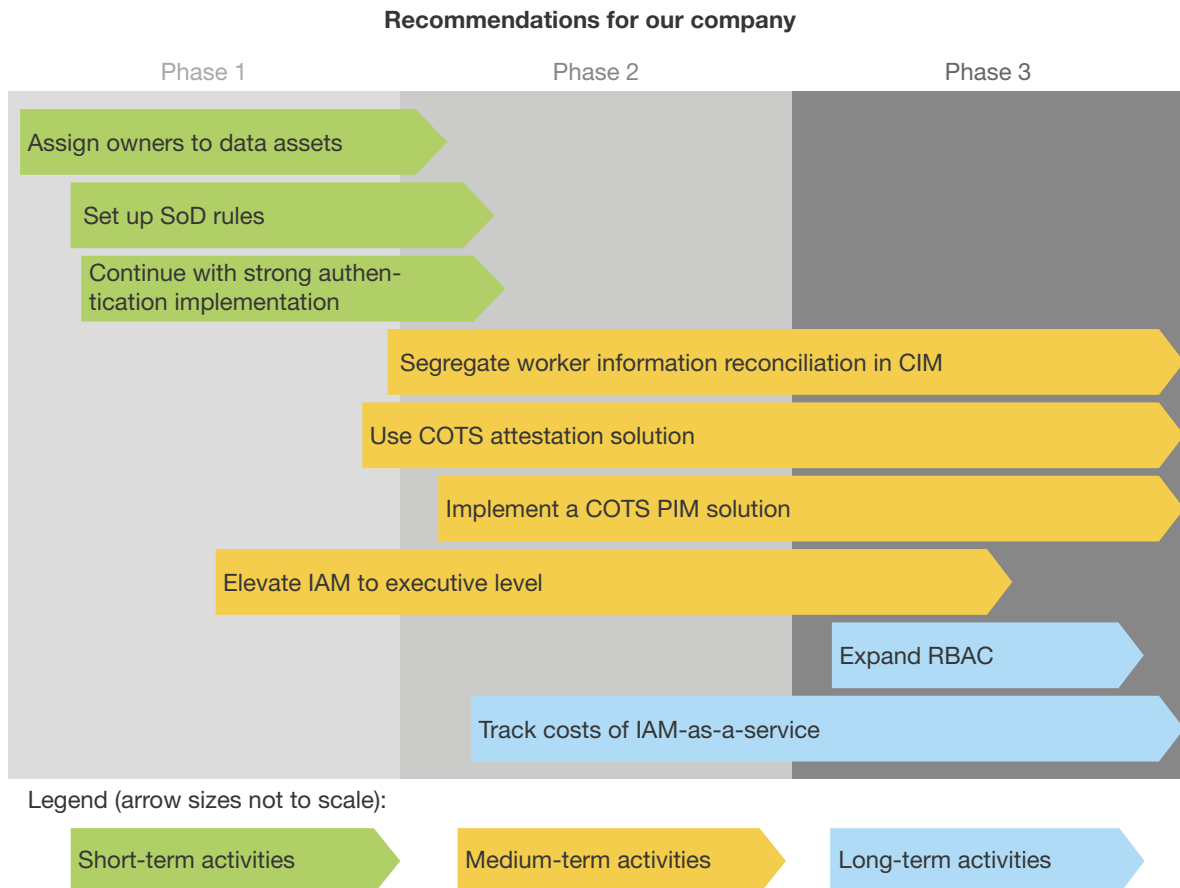 Recommendations for our company
Phase 1
Phase 2
Phase 3
Assign owners to data assets
Set up SoD rules
Continue with strong authen-
tication implementation
Segregate worker information reconciliation in CIM
Use COTS attestation solution
Implement a COTS PIM solution
Elevate IAM to executive level
Expand RBAC
Track costs of IAM-as-a-service
Legend (arrow sizes not to scale):
Short-term activities
Medium-term activities
Long-term activities